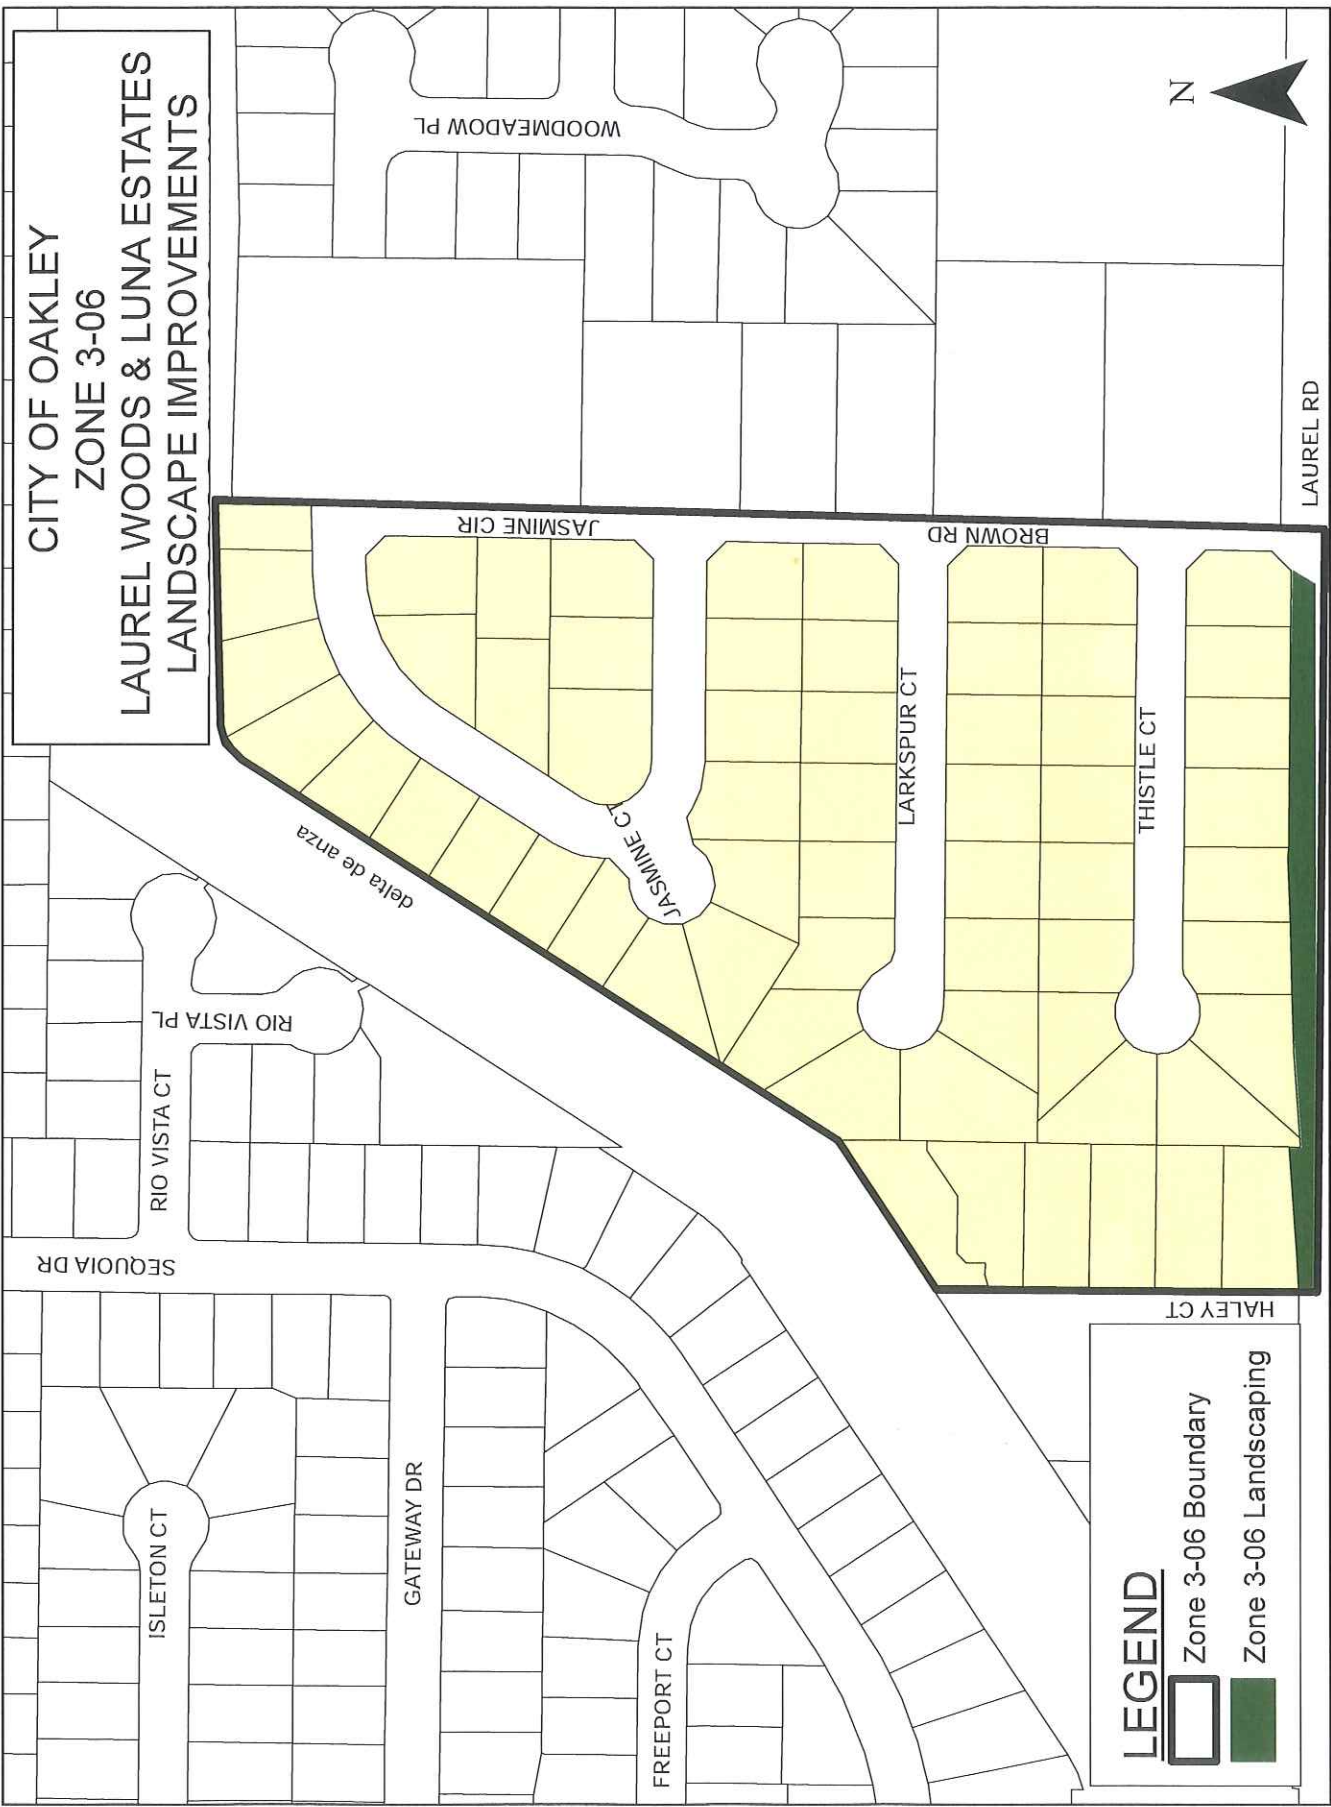 CITY OF OAKLEY
ZONE 3-06
LAUREL WOODS & LUNA ESTATES
LANDSCAPE IMPROVEMENTS
WOODMEADOW PL
N
LAUREL RD
JASMINE CIR
BROWN RD
JASMINE CT
LARKSPUR CT
THISTLE CT
delta de anza
RIO VISTA PL
RIO VISTA CT
SEQUOIA DR
HALEY CT
ISLETON CT
GATEWAY DR
FREEPORT CT
LEGEND
Zone 3-06 Boundary
Zone 3-06 Landscaping